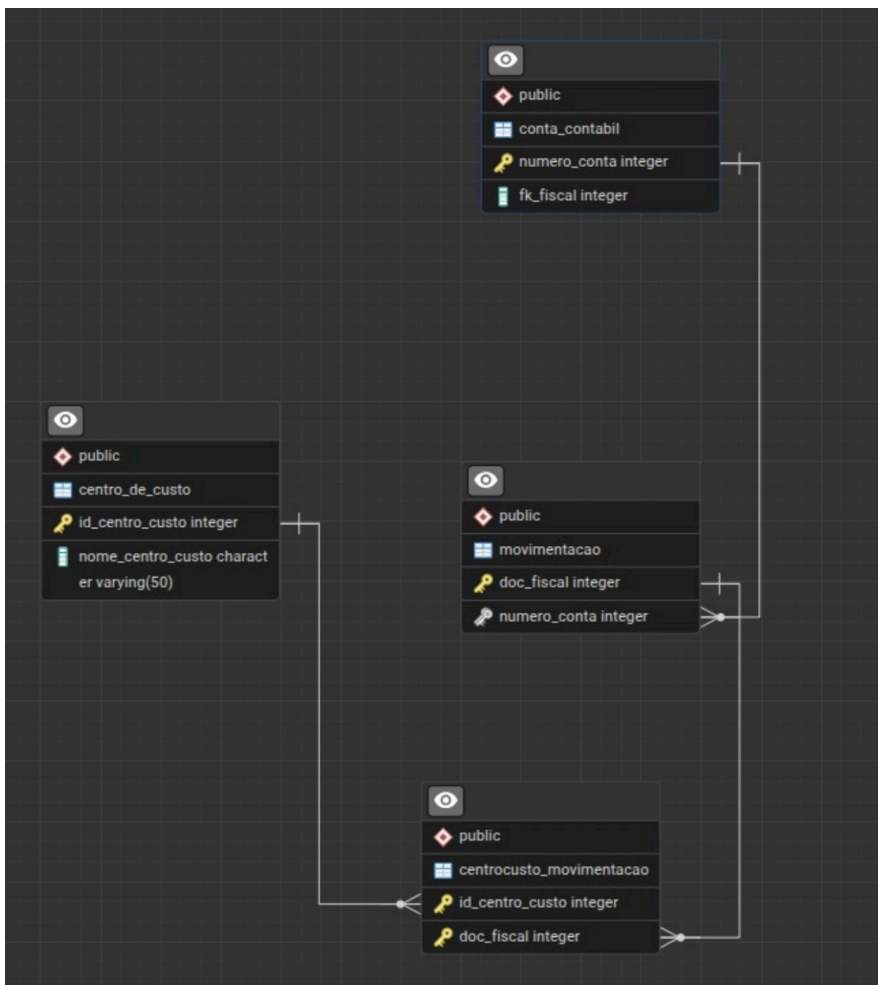 public
conta_contabil
numero_conta integer
fk_fiscal integer
public
centro_de_custo
id_centro_custo integer
nome_centro_custo charact
er varying(50)
public
movimentacao
doc_fiscal integer
numero_conta integer
public
centrocusto_movimentacao
id_centro_custo integer
doc_fiscal integer